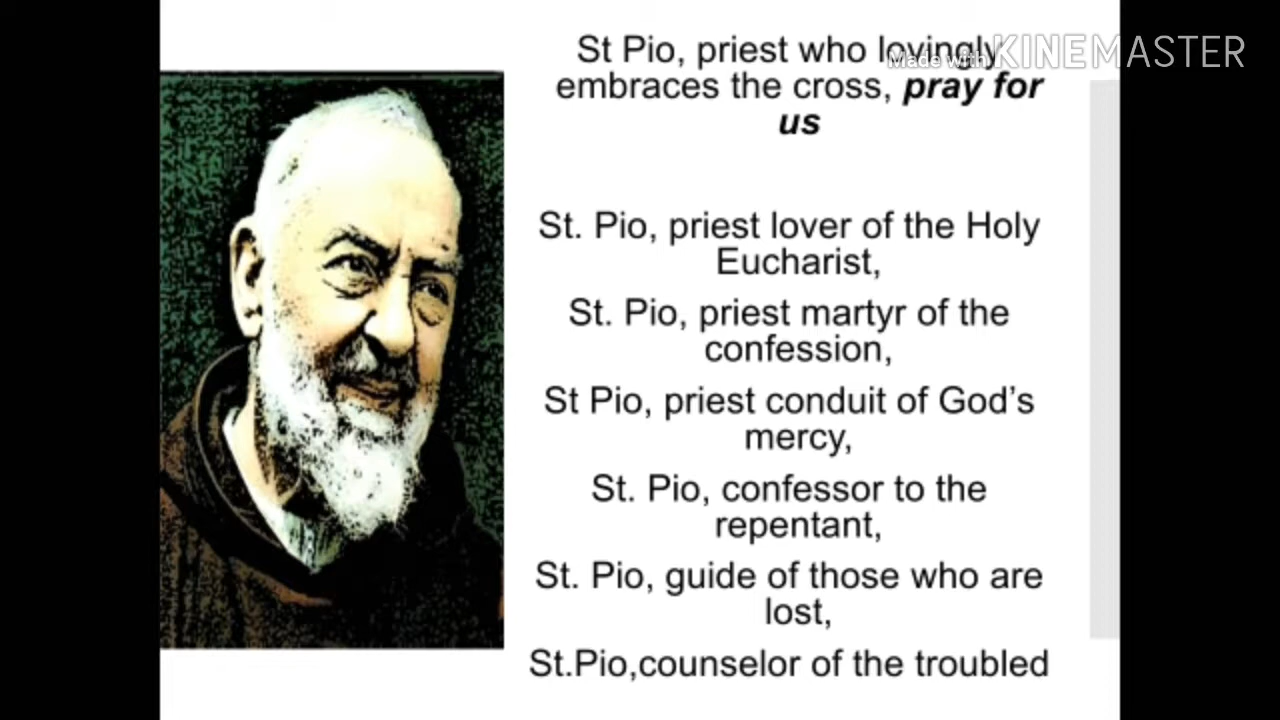 St Pio, priest who lovingly
embraces the cross, pray for
us
Made with KINEMASTER
St. Pio, priest lover of the Holy
Eucharist,
St. Pio, priest martyr of the
confession,
St Pio, priest conduit of God’s
mercy,
St. Pio, confessor to the
repentant,
St. Pio, guide of those who are
lost,
St.Pio,counselor of the troubled